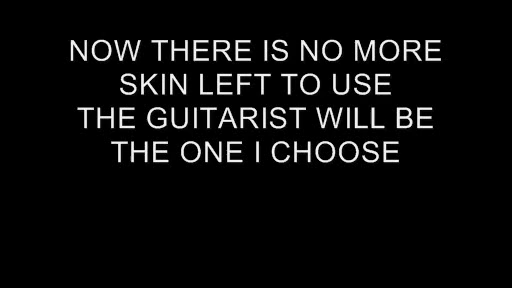 NOW THERE IS NO MORE
SKIN LEFT TO USE
THE GUITARIST WILL BE
THE ONE I CHOOSE